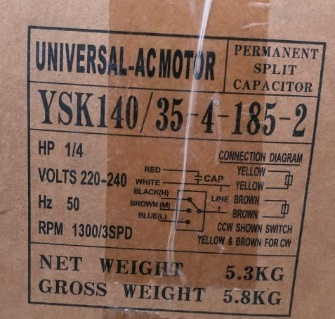 UNIVERSAL-AC MOTOR
PERMANENT
SPLIT
CAPACITOR
YSK140/35-4-185-2
HP 1/4
VOLTS 220-240
Hz 50
RPM 1300/3SPD
CONNECTION DIAGRAM
RED
CAP
YELLOW
WHITE
YELLOW
BLACK(H)
LINE
BROWN
BROWN(M)
BROWN
BLUE(L)
CCW SHOWN SWITCH
YELLOW & BROWN FOR CW
NET WEIGHT 5.3KG
GROSS WEIGHT 5.8KG